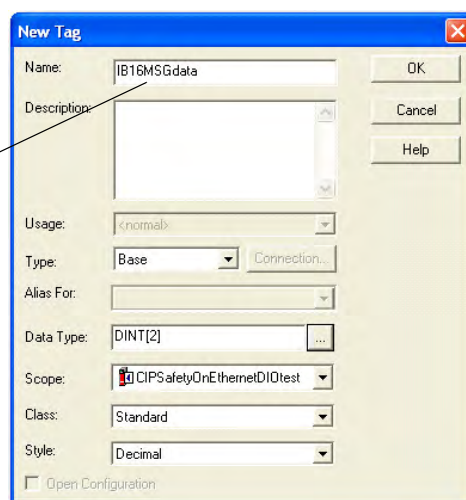 New Tag
Name: IB16MSGdata OK
Description: Cancel
Help
Usage: <normal>
Type: Base Connection...
Alias For:
Data Type: DINT[2] ...
Scope: CIPSafetyOnEthernetDIOtest
Class: Standard
Style: Decimal
Open Configuration